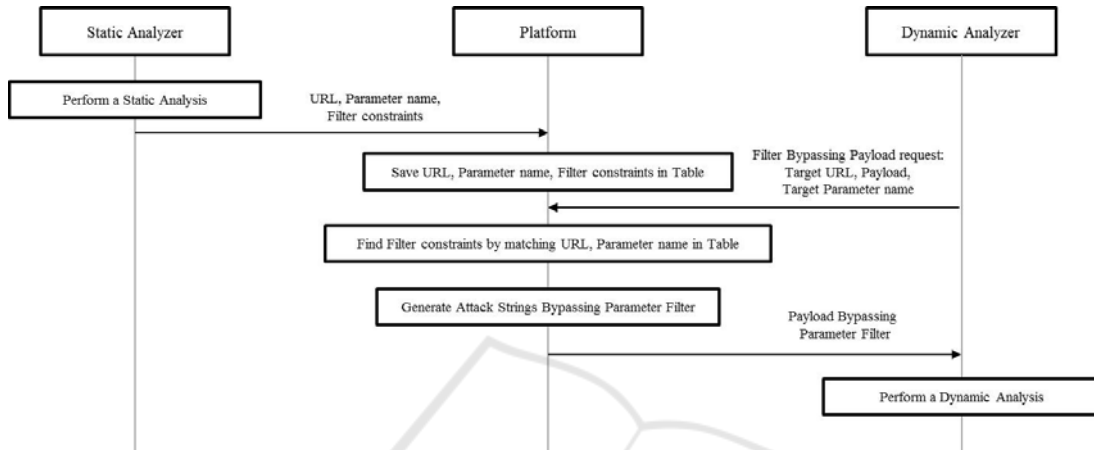 Static Analyzer
Platform
Dynamic Analyzer
Perform a Static Analysis
URL, Parameter name,
Filter constraints
Save URL, Parameter name, Filter constraints in Table
Filter Bypassing Payload request:
Target URL, Payload,
Target Parameter name
Find Filter constraints by matching URL, Parameter name in Table
Generate Attack Strings Bypassing Parameter Filter
Payload Bypassing
Parameter Filter
Perform a Dynamic Analysis